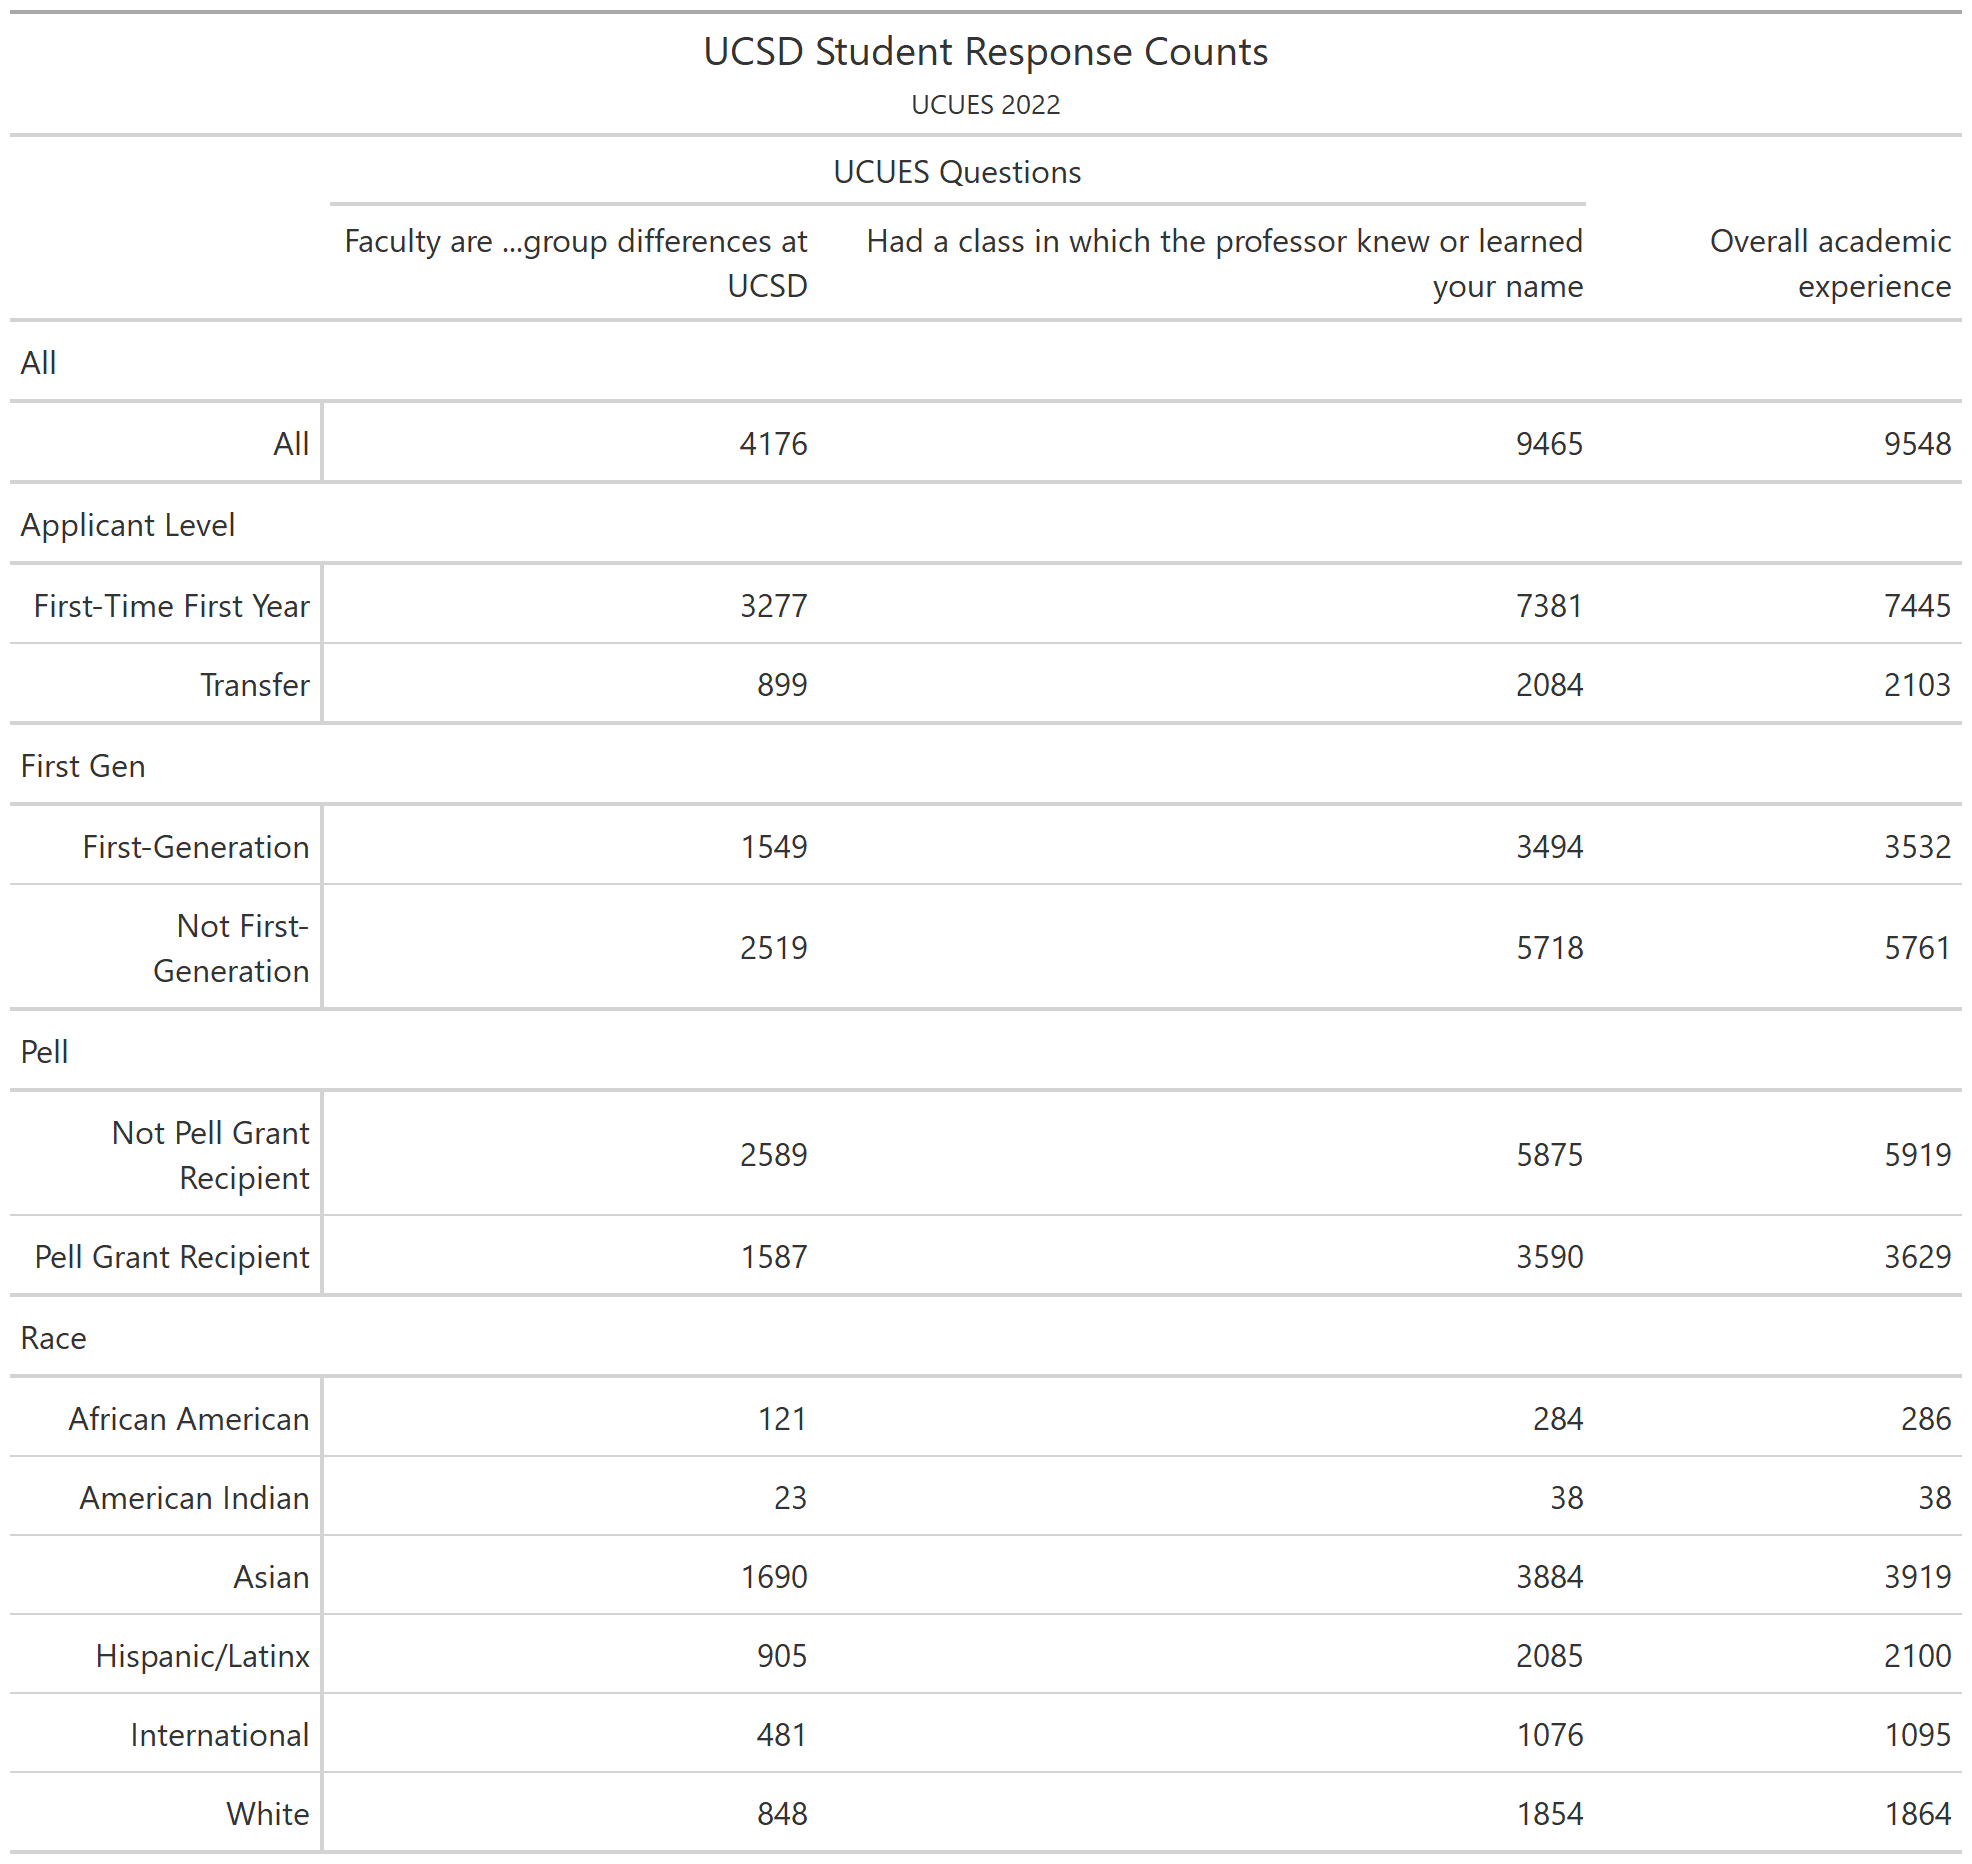 UCSD Student Response Counts
UCUES 2022
UCUES Questions
Faculty are ...group differences at
UCSD
Had a class in which the professor knew or learned
your name
Overall academic
experience
All
All 4176 9465 9548
Applicant Level
First-Time First Year 3277 7381 7445
Transfer 899 2084 2103
First Gen
First-Generation 1549 3494 3532
Not First-
Generation 2519 5718 5761
Pell
Not Pell Grant
Recipient 2589 5875 5919
Pell Grant Recipient 1587 3590 3629
Race
African American 121 284 286
American Indian 23 38 38
Asian 1690 3884 3919
Hispanic/Latinx 905 2085 2100
International 481 1076 1095
White 848 1854 1864